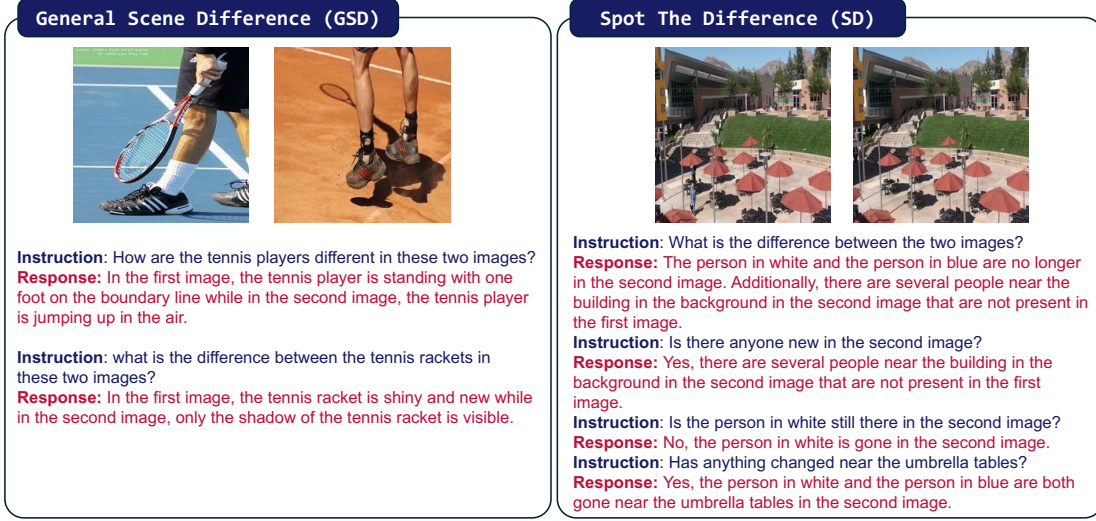 General Scene Difference (GSD)
Instruction: How are the tennis players different in these two images?
Response: In the first image, the tennis player is standing with one
foot on the boundary line while in the second image, the tennis player
is jumping up in the air.
Instruction: what is the difference between the tennis rackets in
these two images?
Response: In the first image, the tennis racket is shiny and new while
in the second image, only the shadow of the tennis racket is visible.
Spot The Difference (SD)
Instruction: What is the difference between the two images?
Response: The person in white and the person in blue are no longer
in the second image. Additionally, there are several people near the
building in the background in the second image that are not present in
the first image.
Instruction: Is there anyone new in the second image?
Response: Yes, there are several people near the building in the
background in the second image that are not present in the first
image.
Instruction: Is the person in white still there in the second image?
Response: No, the person in white is gone in the second image.
Instruction: Has anything changed near the umbrella tables?
Response: Yes, the person in white and the person in blue are both
gone near the umbrella tables in the second image.